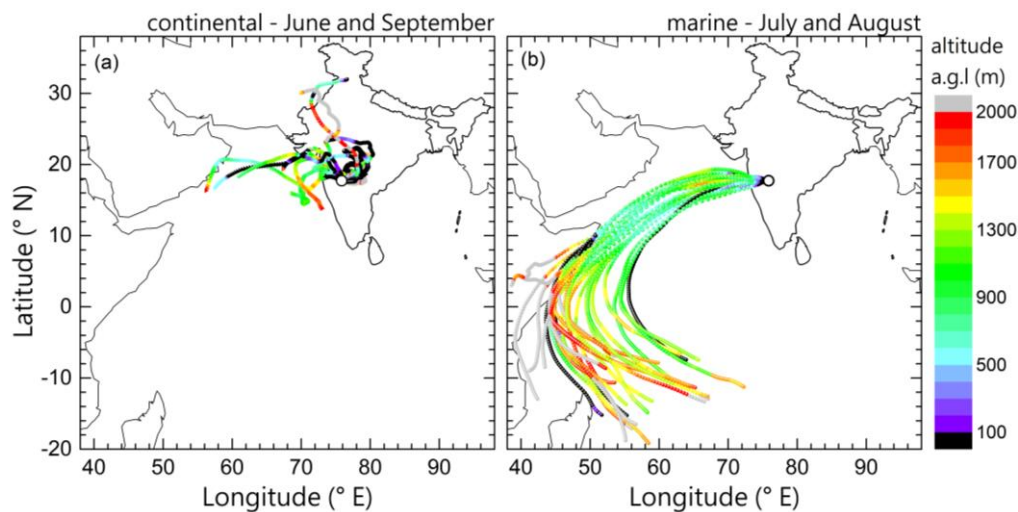 continental - June and September
marine - July and August
altitude
a.g.l (m)
(a)
(b)
30
20
10
0
-10
-20
Latitude (° N)
40 50 60 70 80 90
40 50 60 70 80 90
Longitude (° E)
Longitude (° E)
2000
1700
1300
900
500
100